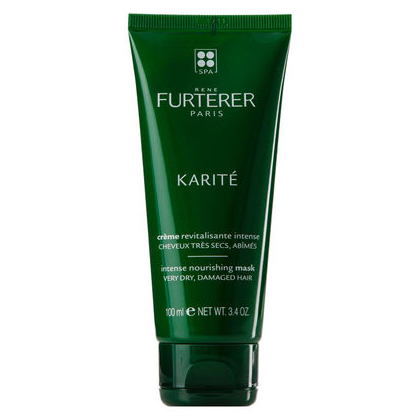 SPA
RENE
FURTERER
PARIS
KARITÉ
crème revitalisante intense
CHEVEUX TRÈS SECS, ABÎMÉS
intense nourishing mask
VERY DRY, DAMAGED HAIR
100 ml e NET WT. 3.4 OZ.